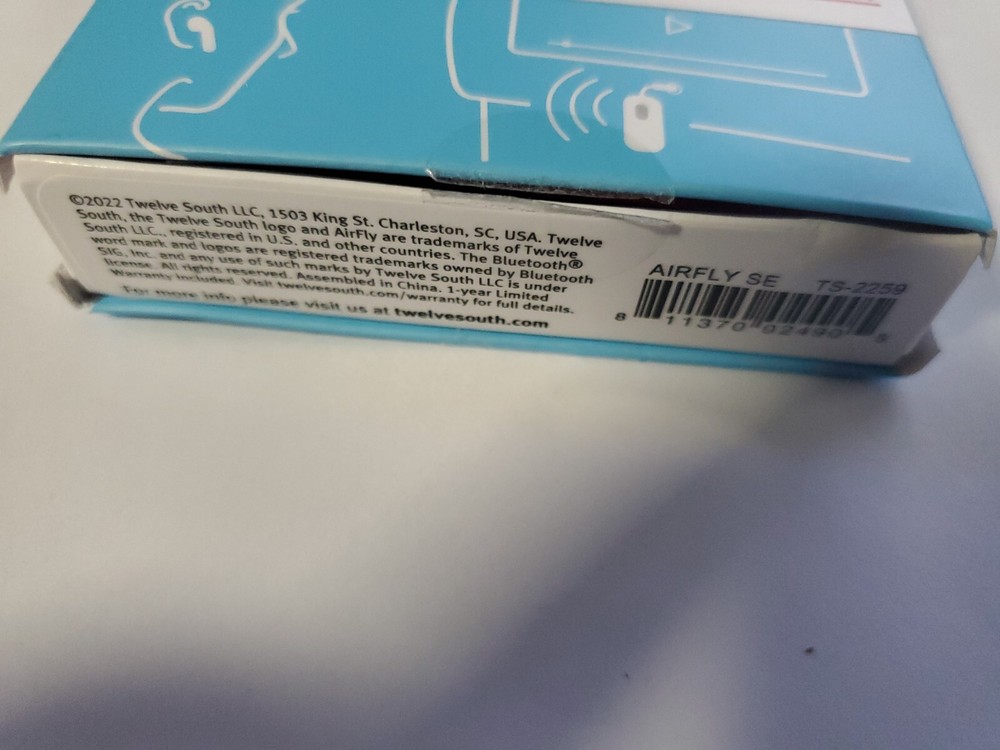 ©2022 Twelve South LLC, 1503 King St. Charleston, SC, USA. Twelve
South, the Twelve South logo and AirFly are trademarks of Twelve
South LLC., registered in U.S. and other countries. The Bluetooth®
word mark and logos are registered trademarks owned by Bluetooth
SIG, Inc. and any use of such marks by Twelve South LLC is under
license. All rights reserved. Assembled in China. 1-year Limited
Warranty included. Visit twelvesouth.com/warranty for full details.
For more info please visit us at twelvesouth.com
AIRFLY SE TS-2259
8 11370 02490